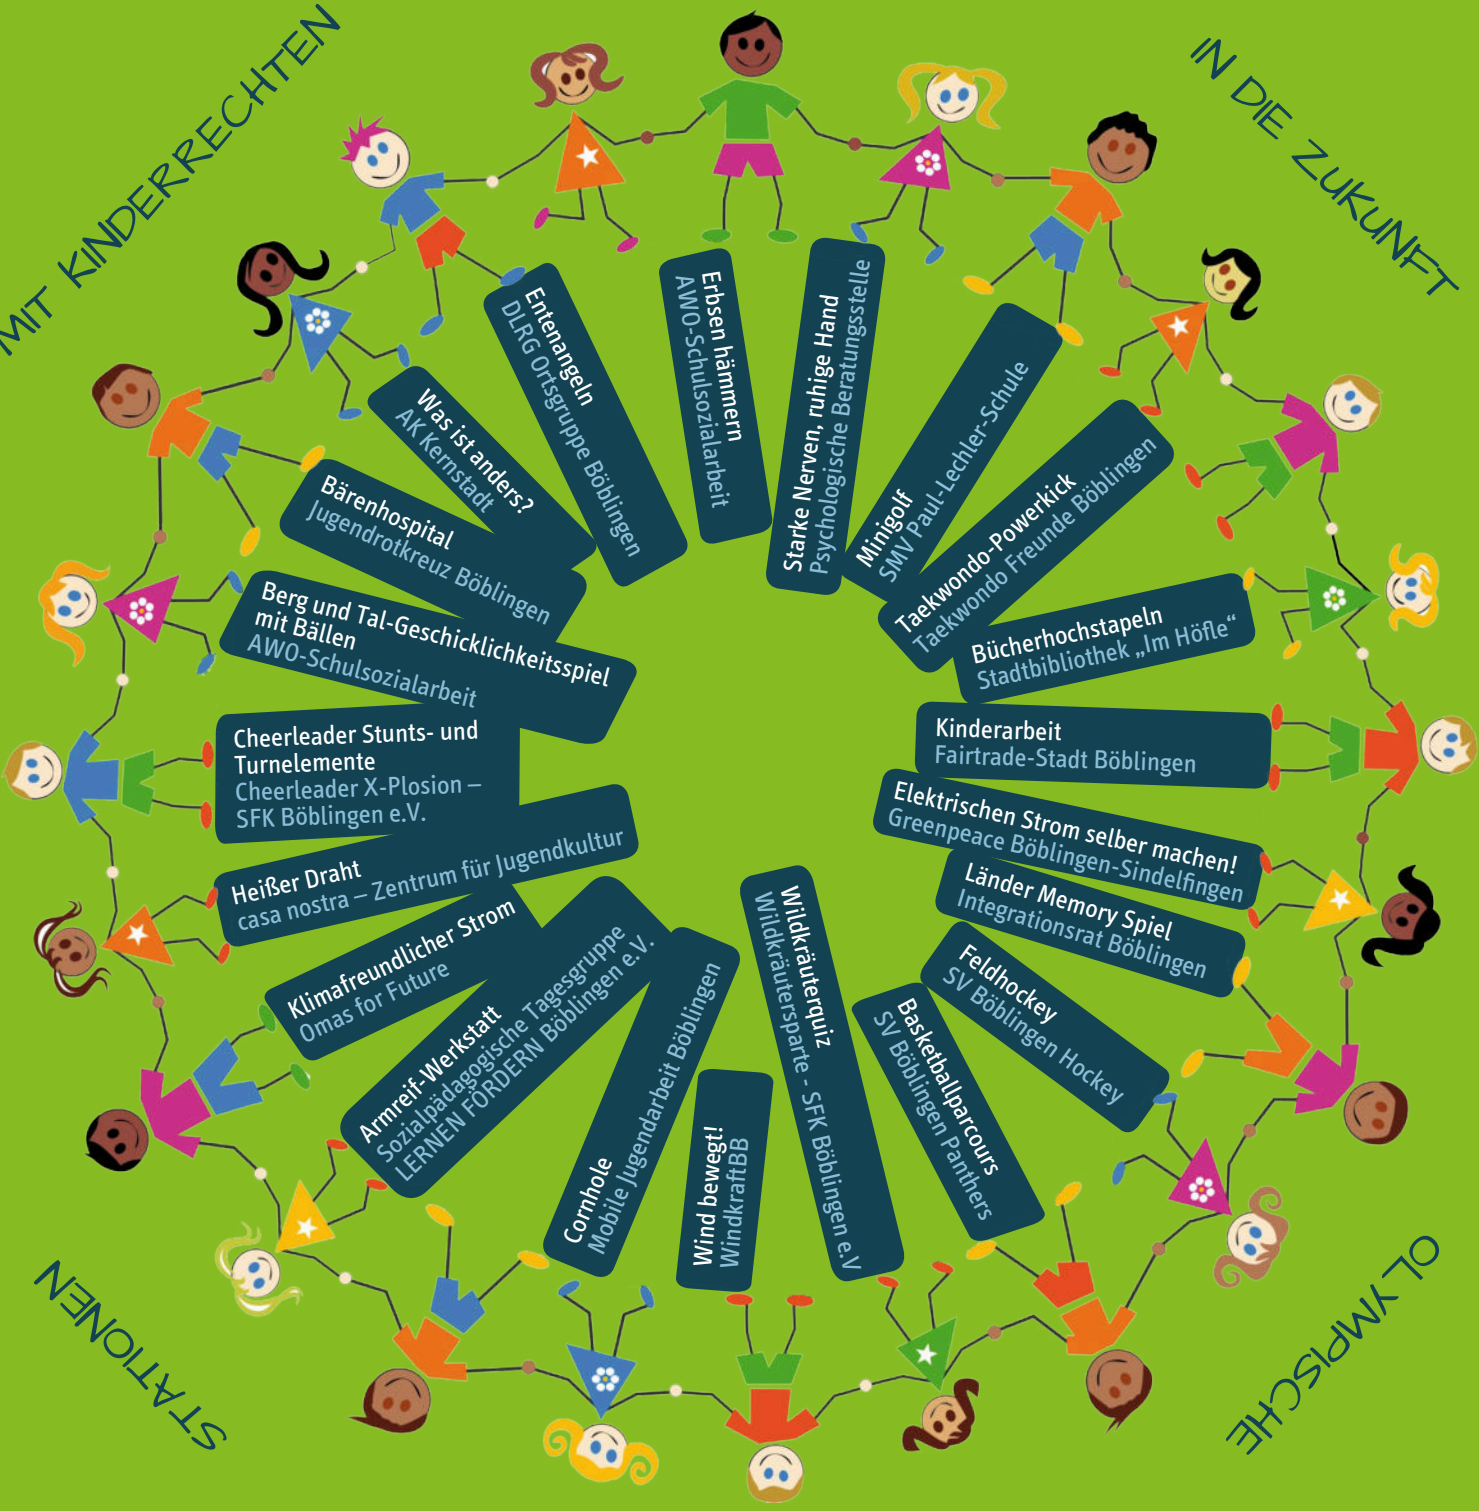 MIT KINDERRECHTEN
IN DIE ZUKUNFT
OLYMPISCHE
STATIONEN
Erbsen hämmern
AWO-Schulsozialarbeit
Starke Nerven, ruhige Hand
Psychologische Beratungsstelle
Minigolf
SMV Paul-Lechler-Schule
Taekwondo-Powerkick
Taekwondo Freunde Böblingen
Bücherhochstapeln
Stadtbibliothek „Im Höfle“
Kinderarbeit
Fairtrade-Stadt Böblingen
Elektrischen Strom selber machen!
Greenpeace Böblingen-Sindelfingen
Länder Memory Spiel
Integrationsrat Böblingen
Feldhockey
SV Böblingen Hockey
Basketballparcours
SV Böblingen Panthers
Wildkräuterquiz
Wildkräutersparte - SFK Böblingen e.V
Wind bewegt!
WindkraftBB
Cornhole
Mobile Jugendarbeit Böblingen
Armreif-Werkstatt
Sozialpädagogische Tagesgruppe
LERNEN FÖRDERN Böblingen e.V.
Klimafreundlicher Strom
Omas for Future
Heißer Draht
casa nostra – Zentrum für Jugendkultur
Cheerleader Stunts- und
Turnelemente
Cheerleader X-Plosion –
SFK Böblingen e.V.
Berg und Tal-Geschicklichkeitsspiel
mit Bällen
AWO-Schulsozialarbeit
Bärenhospital
Jugendrotkreuz Böblingen
Was ist anders?
AK Kernstadt
Entenangeln
DLRG Ortsgruppe Böblingen